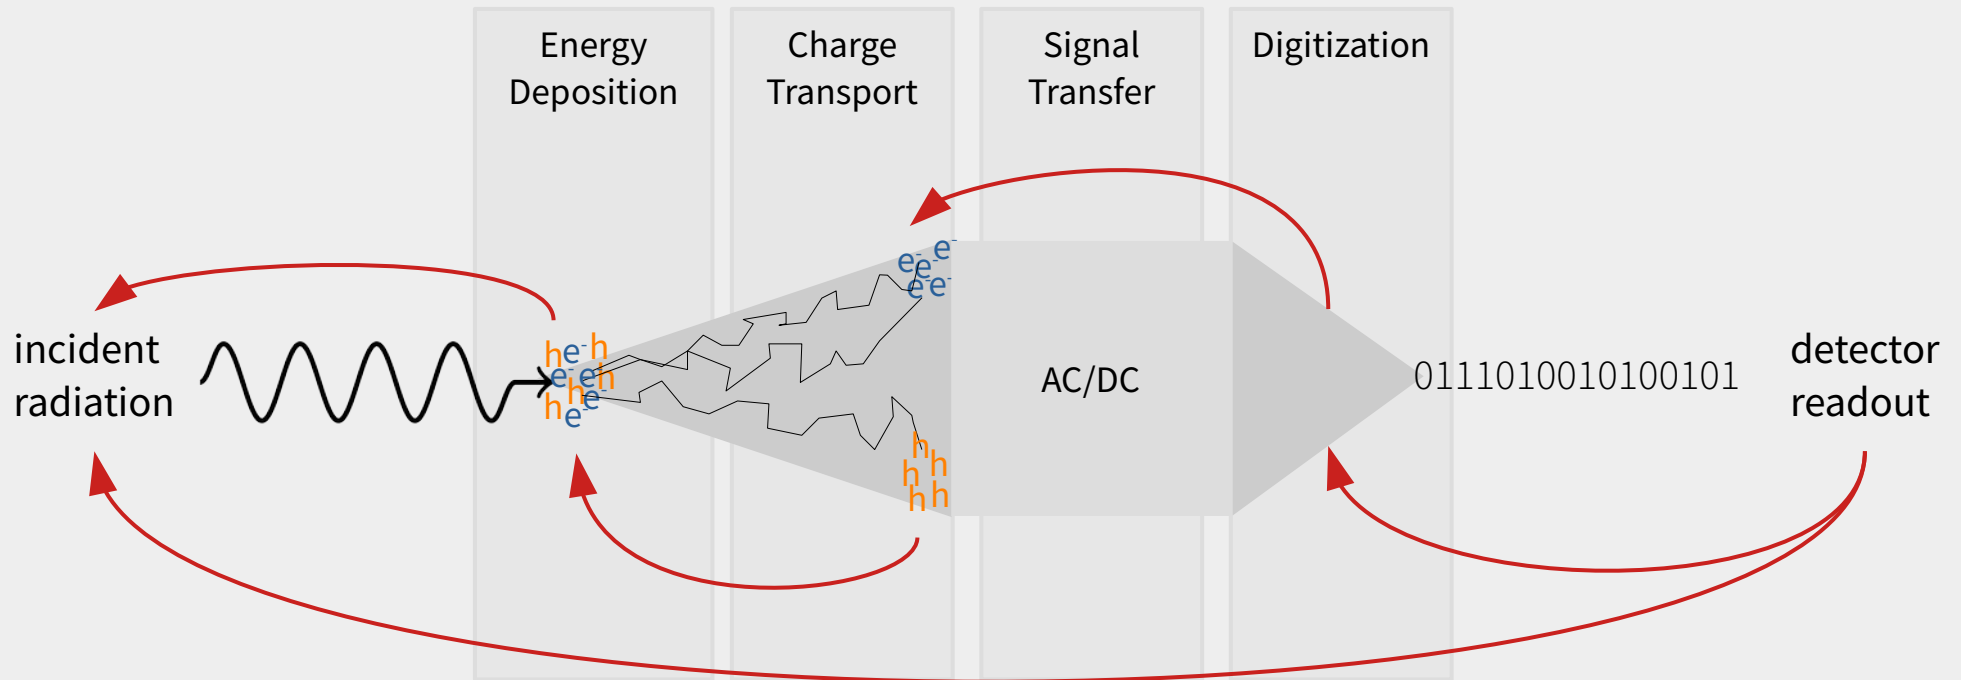 Energy
Deposition
Charge
Transport
Signal
Transfer
Digitization
incident
radiation
h e⁻ h
e⁻ e⁻ h
h e⁻
h e⁻
e⁻
e⁻ e⁻
e⁻ e⁻
h
h h
h h
AC/DC
0111010010100101
detector
readout